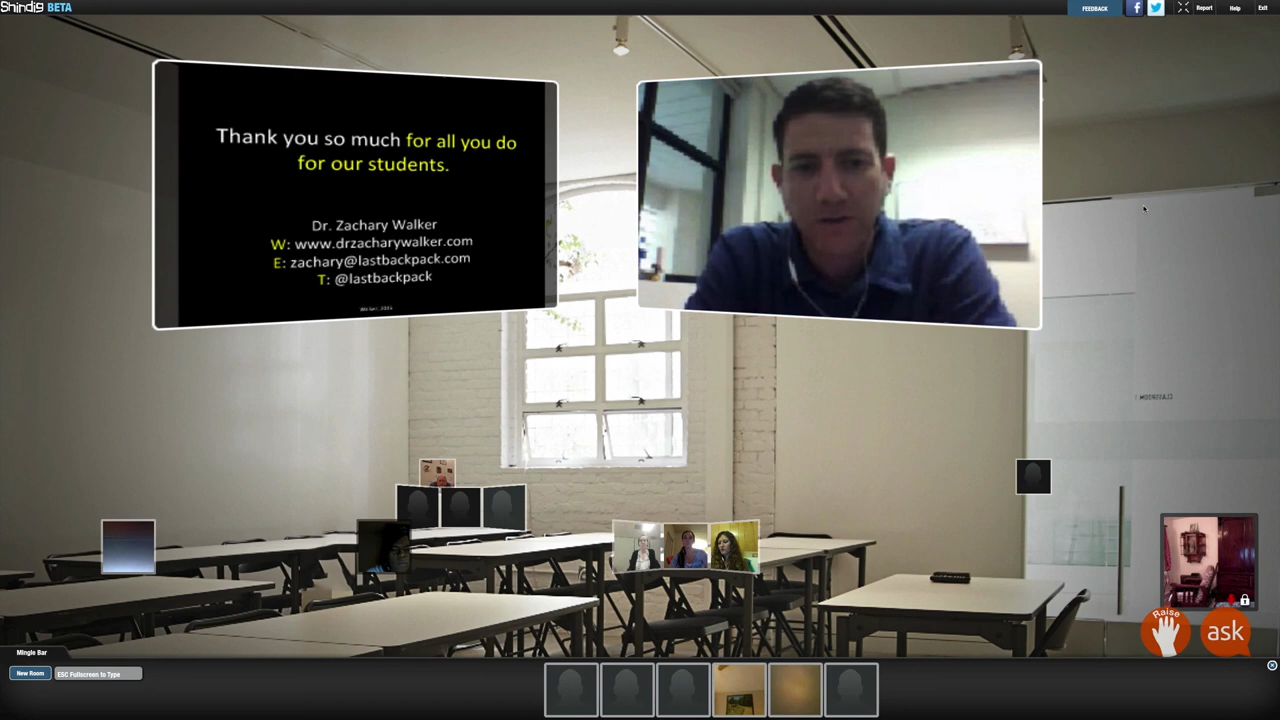 Shindig BETA
FEEDBACK
Report
Help
Exit
Thank you so much for all you do
for our students.
Dr. Zachary Walker
W: www.drzacharywalker.com
E: zachary@lastbackpack.com
T: @lastbackpack
CLASSROOM
Raise
ask
Mingle Bar
New Room
ESC Fullscreen to Type